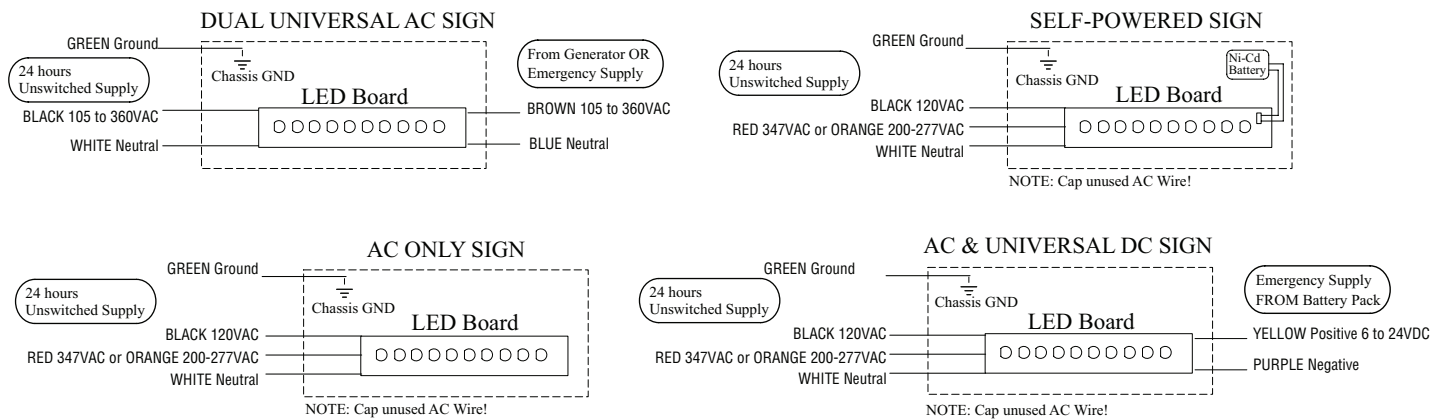 DUAL UNIVERSAL AC SIGN
GREEN Ground
24 hours
Unswitched Supply
Chassis GND
From Generator OR
Emergency Supply
LED Board
BLACK 105 to 360VAC
BROWN 105 to 360VAC
WHITE Neutral
BLUE Neutral
SELF-POWERED SIGN
GREEN Ground
24 hours
Unswitched Supply
Chassis GND
Ni-Cd
Battery
LED Board
BLACK 120VAC
RED 347VAC or ORANGE 200-277VAC
WHITE Neutral
NOTE: Cap unused AC Wire!
AC ONLY SIGN
GREEN Ground
24 hours
Unswitched Supply
Chassis GND
LED Board
BLACK 120VAC
RED 347VAC or ORANGE 200-277VAC
WHITE Neutral
NOTE: Cap unused AC Wire!
AC & UNIVERSAL DC SIGN
GREEN Ground
24 hours
Unswitched Supply
Chassis GND
Emergency Supply
FROM Battery Pack
LED Board
BLACK 120VAC
YELLOW Positive 6 to 24VDC
RED 347VAC or ORANGE 200-277VAC
PURPLE Negative
WHITE Neutral
NOTE: Cap unused AC Wire!